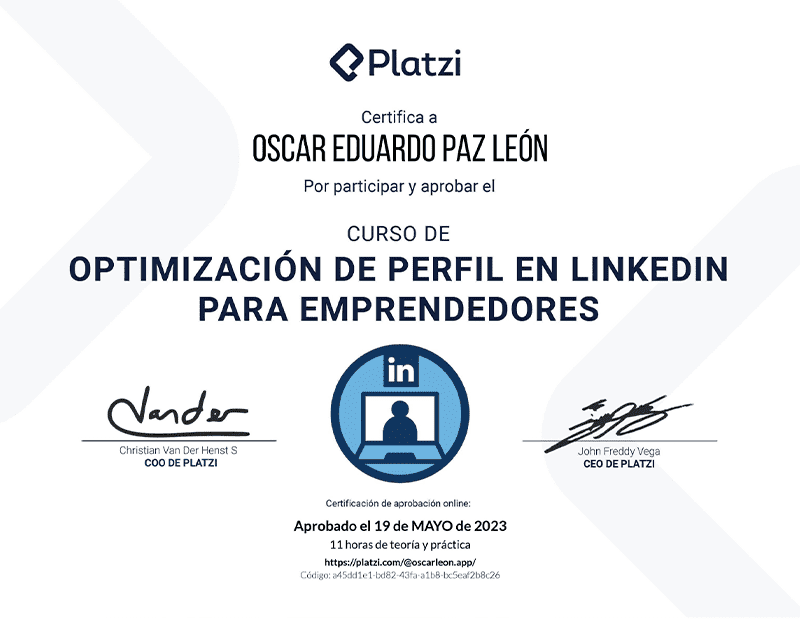 Platzi
Certifica a
OSCAR EDUARDO PAZ LEÓN
Por participar y aprobar el
CURSO DE
OPTIMIZACIÓN DE PERFIL EN LINKEDIN
PARA EMPRENDEDORES
in
Vander
Christian Van Der Henst S
COO DE PLATZI
John Freddy Vega
CEO DE PLATZI
Certificación de aprobación online:
Aprobado el 19 de MAYO de 2023
11 horas de teoría y práctica
https://platzi.com/@oscarleon.app/
Código: a45dd1e1-bd82-43fa-a1b8-bc5eaf2b8c26